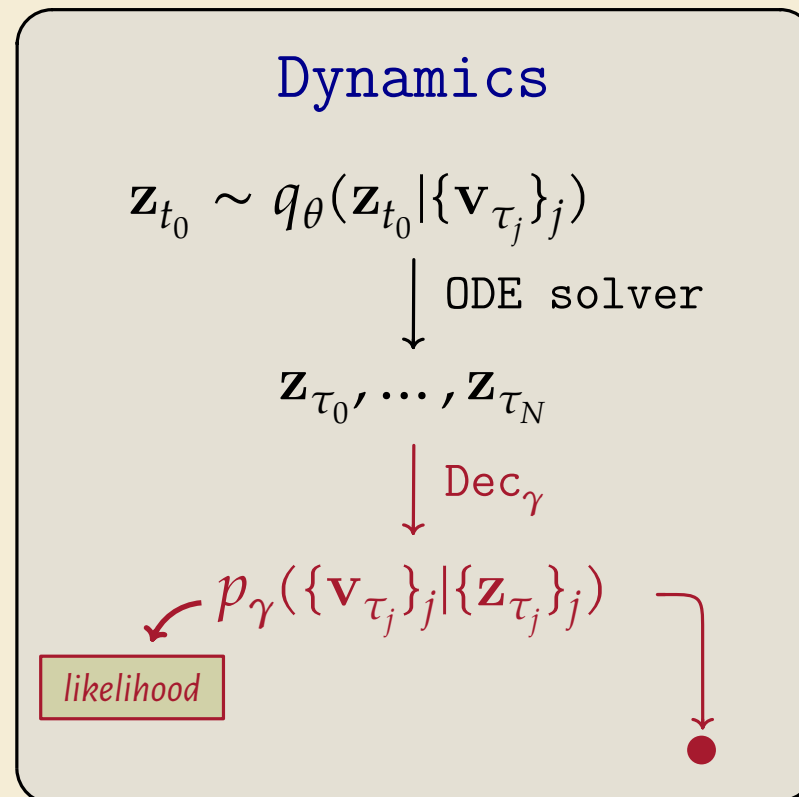 Dynamics
𝐳_{t_0} ∼ q_θ(𝐳_{t_0}|{𝐯_{τ_j}}_j)
ODE solver
𝐳_{τ_0}, … , 𝐳_{τ_N}
Dec_γ
p_γ({𝐯_{τ_j}}_j|{𝐳_{τ_j}}_j)
likelihood